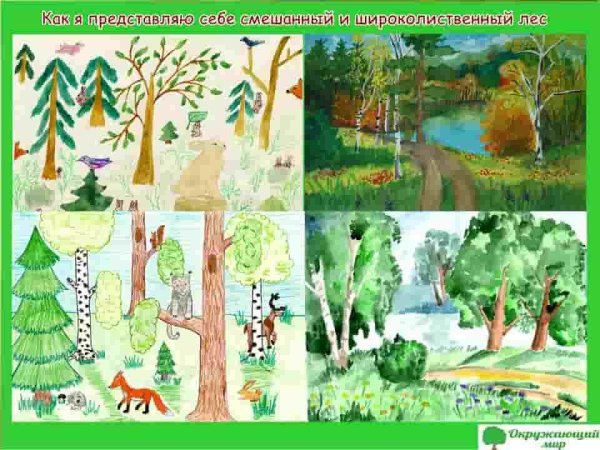 Как я представляю себе смешанный и широколиственный лес
Окружающий
мир